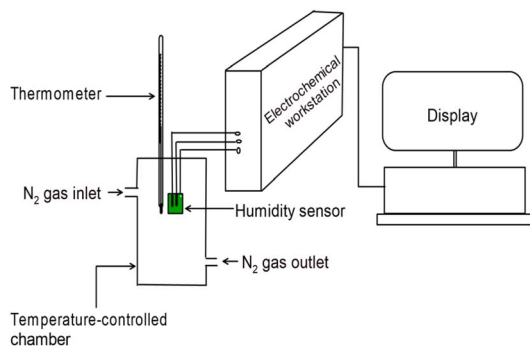 Thermometer
Electrochemical
workstation
Display
N₂ gas inlet
Humidity sensor
N₂ gas outlet
Temperature-controlled
chamber